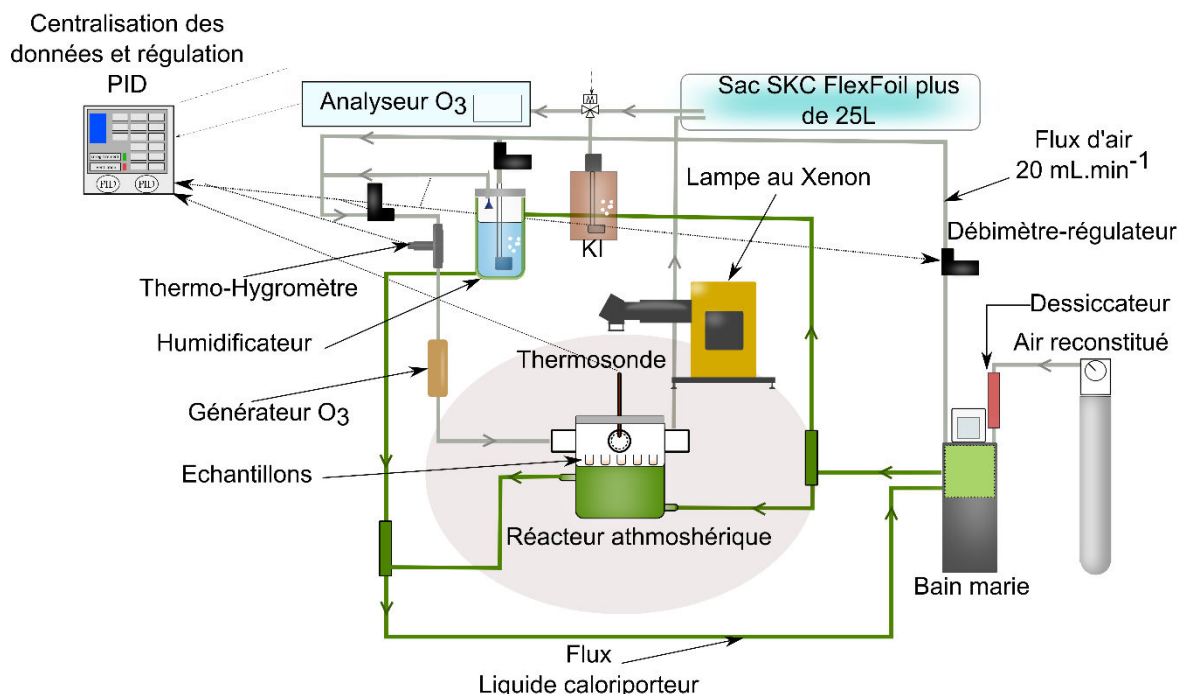 Centralisation des
données et régulation
PID
PID PID
Analyseur O3
Sac SKC FlexFoil plus
de 25L
Flux d'air
20 mL.min-1
Lampe au Xenon
KI
Débimètre-régulateur
Thermo-Hygromètre
Dessiccateur
Humidificateur
Air reconstitué
Thermosonde
Générateur O3
Echantillons
Réacteur athmoshérique
Bain marie
Flux
Liquide caloriporteur